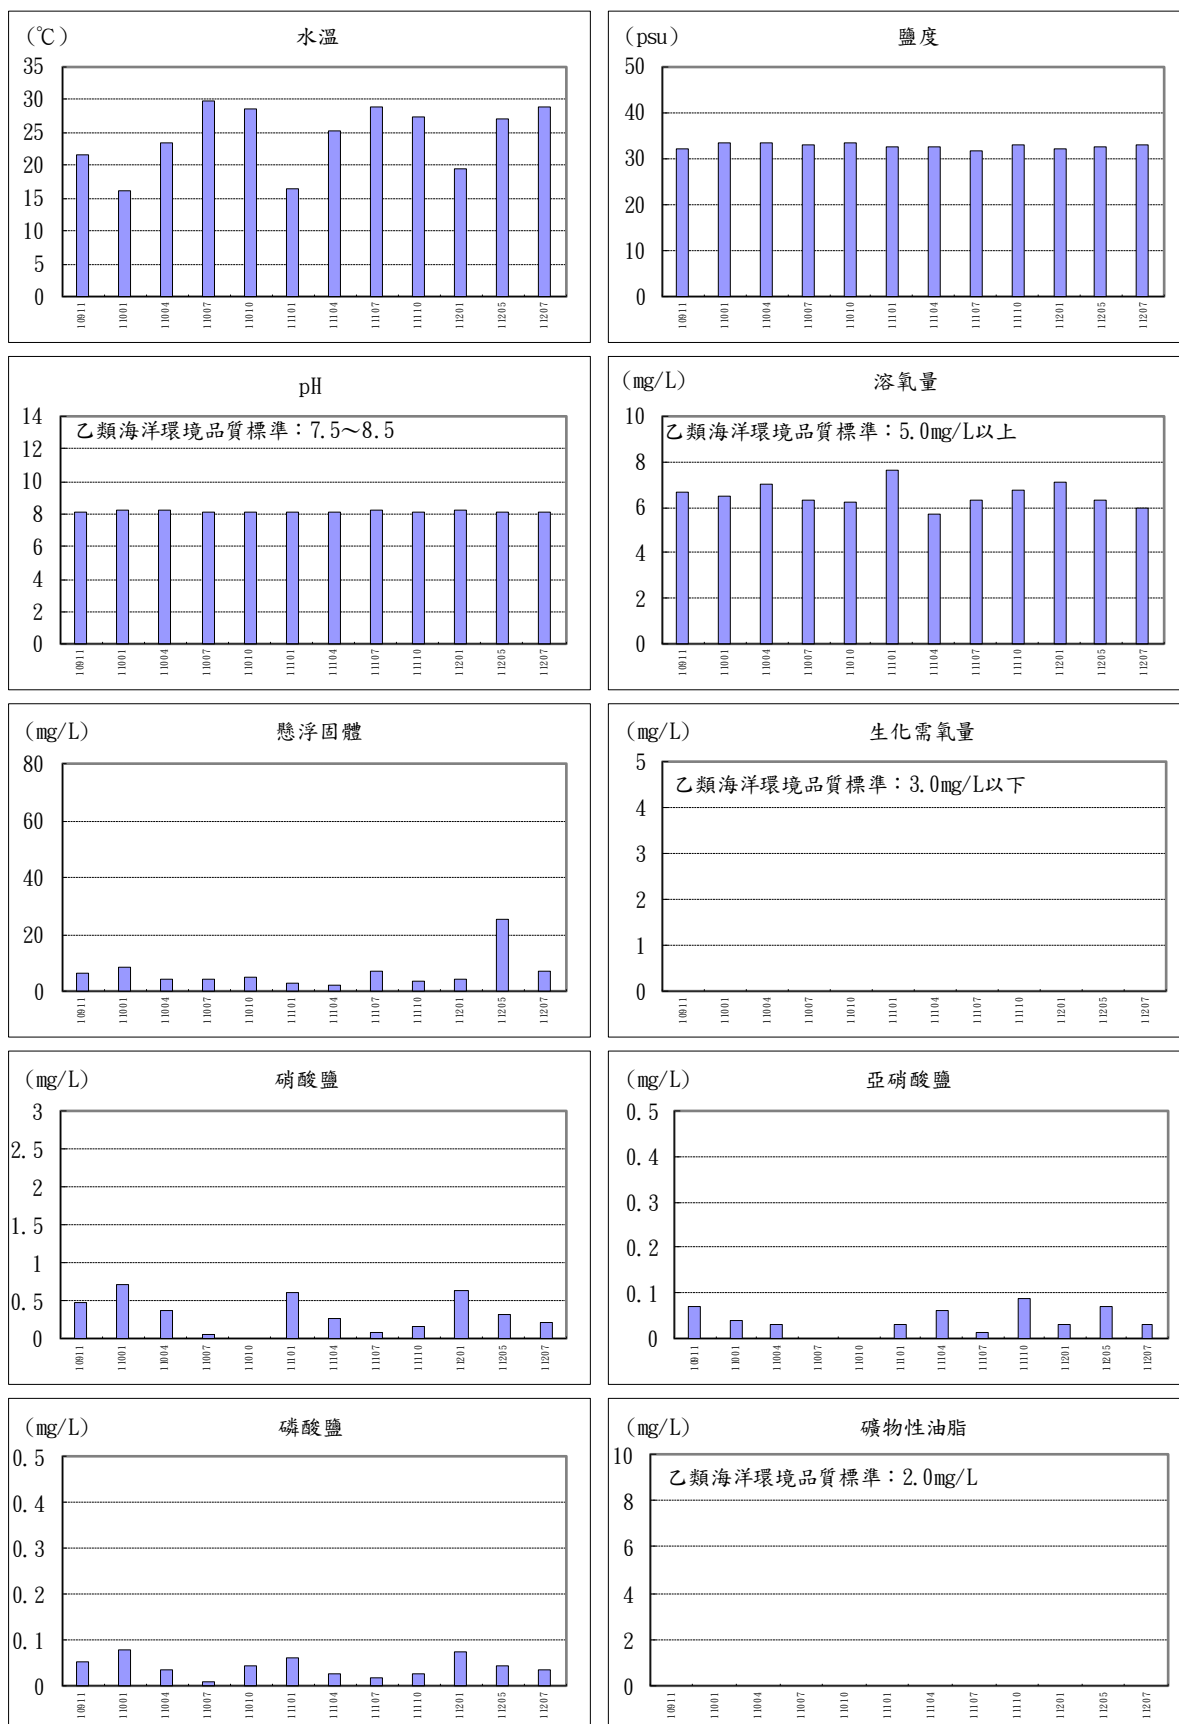 (℃) 水溫
35
30
25
20
15
10
5
0
10911 11001 11004 11007 11010 11101 11104 11107 11110 11201 11205 11207
(psu) 鹽度
50
40
30
20
10
0
10911 11001 11004 11007 11010 11101 11104 11107 11110 11201 11205 11207
pH
乙類海洋環境品質標準：7.5～8.5
14
12
10
8
6
4
2
0
10911 11001 11004 11007 11010 11101 11104 11107 11110 11201 11205 11207
(mg/L) 溶氧量
乙類海洋環境品質標準：5.0mg/L以上
10
8
6
4
2
0
10911 11001 11004 11007 11010 11101 11104 11107 11110 11201 11205 11207
(mg/L) 懸浮固體
80
60
40
20
0
10911 11001 11004 11007 11010 11101 11104 11107 11110 11201 11205 11207
(mg/L) 生化需氧量
5
乙類海洋環境品質標準：3.0mg/L以下
4
3
2
1
0
10911 11001 11004 11007 11010 11101 11104 11107 11110 11201 11205 11207
(mg/L) 硝酸鹽
3
2.5
2
1.5
1
0.5
0
10911 11001 11004 11007 11010 11101 11104 11107 11110 11201 11205 11207
(mg/L) 亞硝酸鹽
0.5
0.4
0.3
0.2
0.1
0
10911 11001 11004 11007 11010 11101 11104 11107 11110 11201 11205 11207
(mg/L) 磷酸鹽
0.5
0.4
0.3
0.2
0.1
0
10911 11001 11004 11007 11010 11101 11104 11107 11110 11201 11205 11207
(mg/L) 礦物性油脂
10
乙類海洋環境品質標準：2.0mg/L
8
6
4
2
0
10911 11001 11004 11007 11010 11101 11104 11107 11110 11201 11205 11207